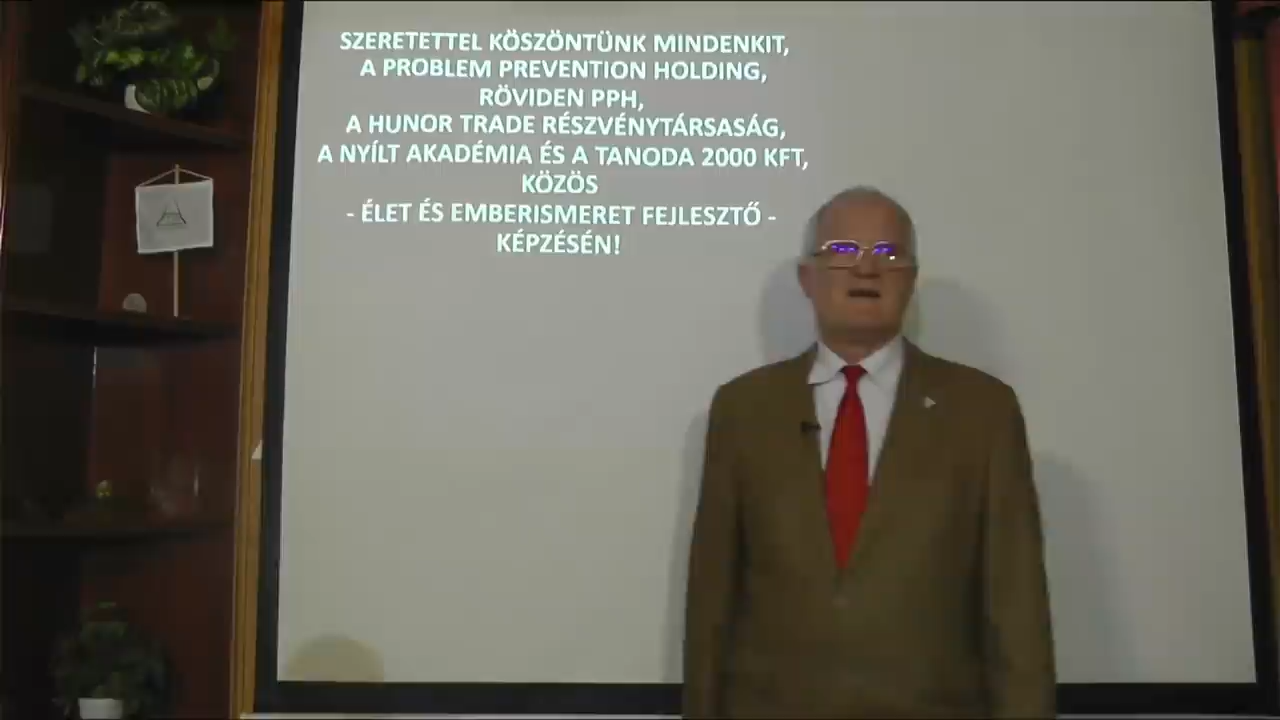 SZERETETTEL KÖSZÖNTÜNK MINDENKIT,
A PROBLEM PREVENTION HOLDING,
RÖVIDEN PPH,
A HUNOR TRADE RÉSZVÉNYTÁRSASÁG,
A NYÍLT AKADÉMIA ÉS A TANODA 2000 KFT,
KÖZÖS
- ÉLET ÉS EMBERISMERET FEJLESZTŐ -
KÉPZÉSÉN!